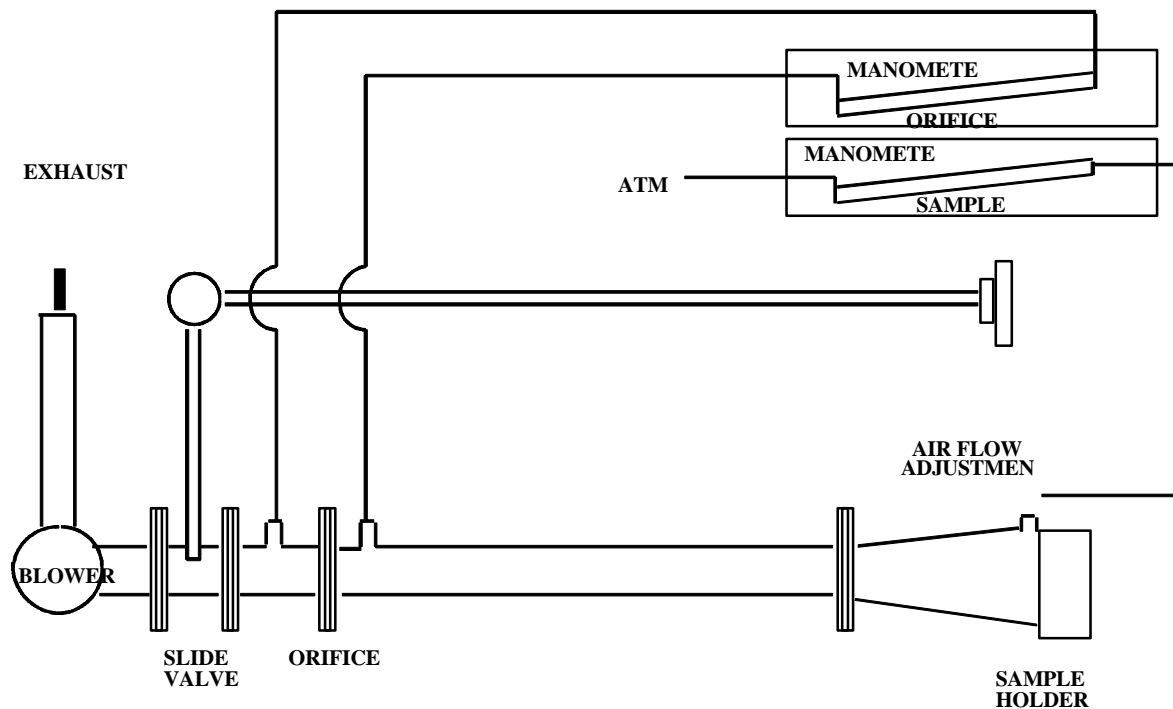 MANOMETE
ORIFICE
MANOMETE
EXHAUST
ATM
SAMPLE
AIR FLOW
ADJUSTMEN
BLOWER
SLIDE
VALVE
ORIFICE
SAMPLE
HOLDER